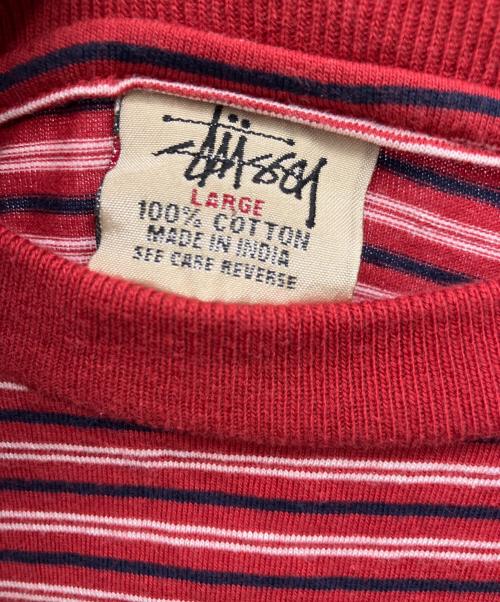 Stüssy
LARGE
100% COTTON
MADE IN INDIA
SEE CARE REVERSE